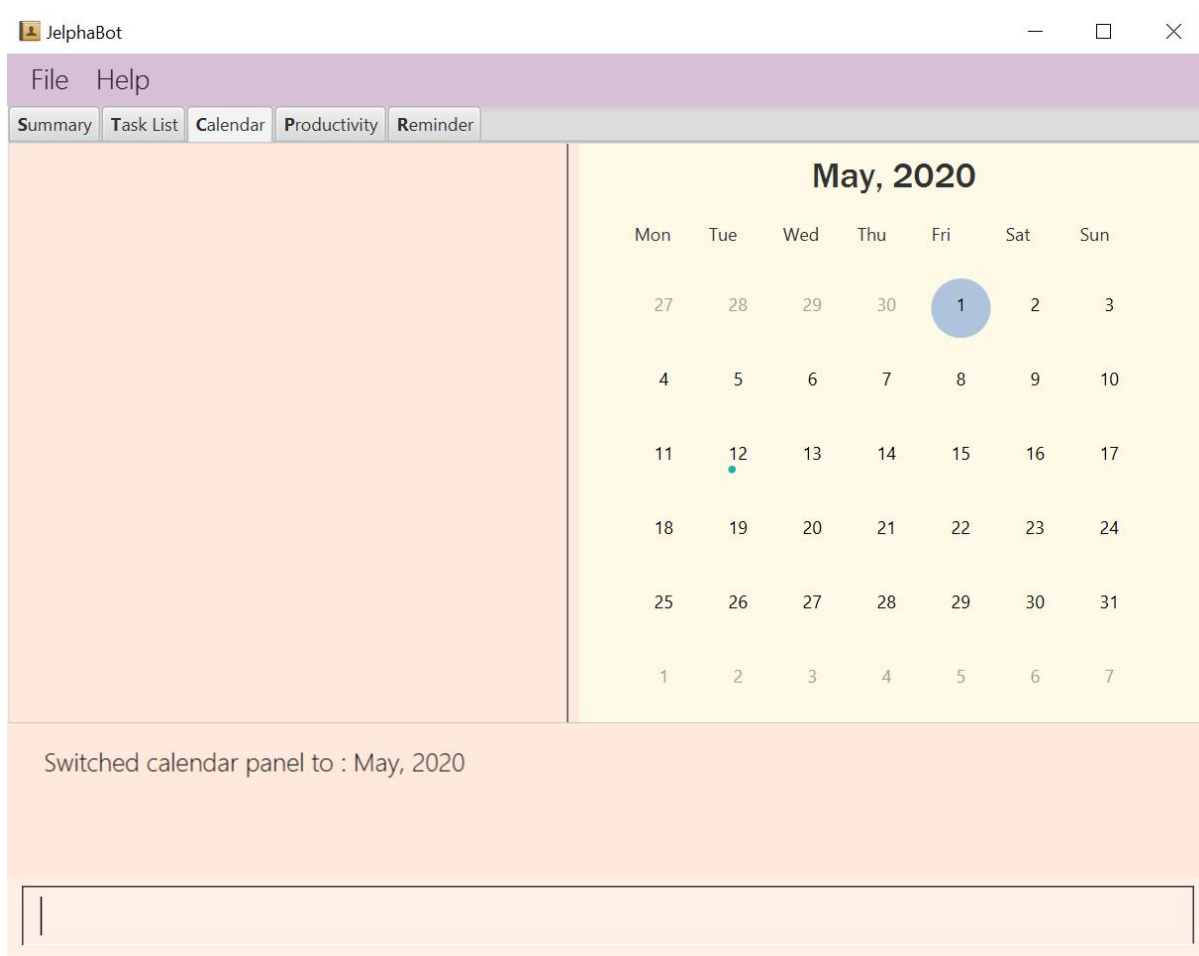 JelphaBot
File Help
Summary Task List Calendar Productivity Reminder
May, 2020
Mon Tue Wed Thu Fri Sat Sun
27 28 29 30 1 2 3
4 5 6 7 8 9 10
11 12 13 14 15 16 17
18 19 20 21 22 23 24
25 26 27 28 29 30 31
1 2 3 4 5 6 7
Switched calendar panel to : May, 2020